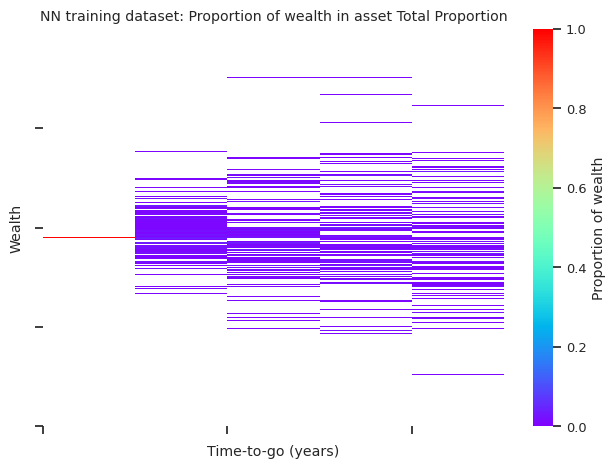 NN training dataset: Proportion of wealth in asset Total Proportion
1.0
0.8
0.6
0.4
0.2
0.0
Proportion of wealth
Wealth
Time-to-go (years)